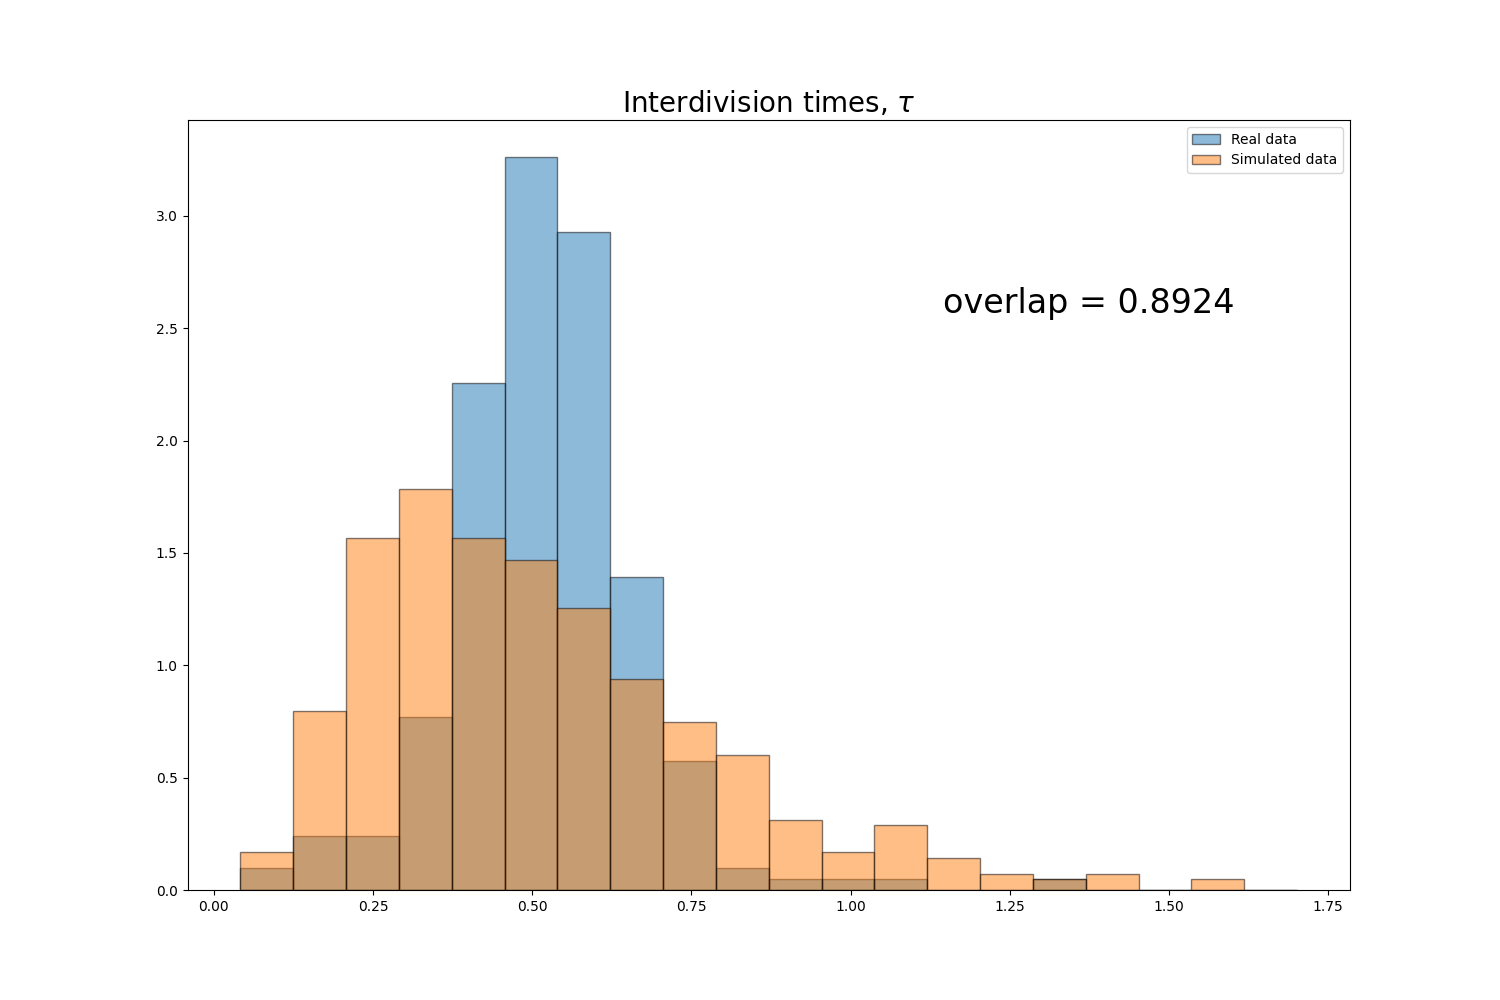 Interdivision times, τ
Real data
Simulated data
overlap = 0.8924
3.0
2.5
2.0
1.5
1.0
0.5
0.0
0.00 0.25 0.50 0.75 1.00 1.25 1.50 1.75